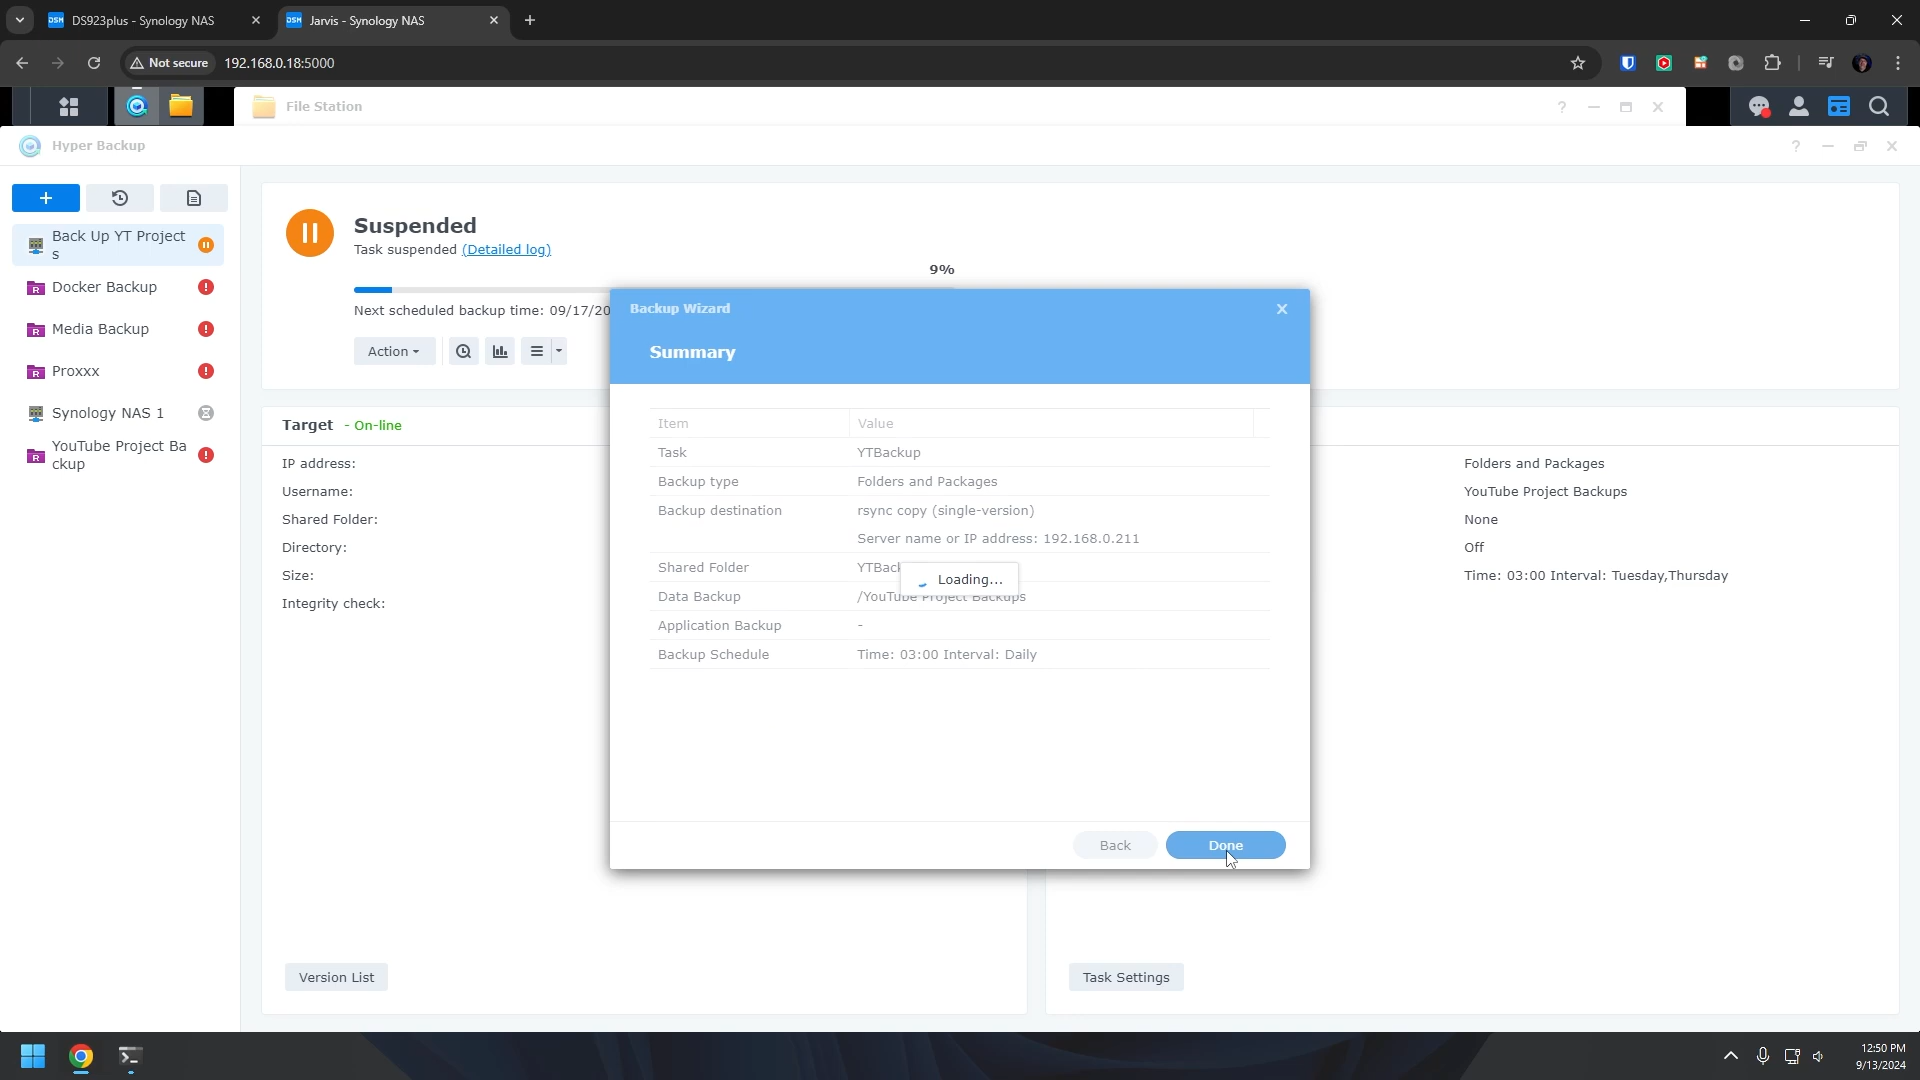 DS923plus - Synology NAS
Jarvis - Synology NAS
Not secure
192.168.0.18:5000
File Station
Hyper Backup
Back Up YT Project
s
Docker Backup
Media Backup
Proxxx
Synology NAS 1
YouTube Project Ba
ckup
Suspended
Task suspended (Detailed log)
9%
Next scheduled backup time: 09/17/20
Action
Target - On-line
IP address:
Username:
Shared Folder:
Directory:
Size:
Integrity check:
Version List
Backup Wizard
Summary
Item Value
Task YTBackup
Backup type Folders and Packages
Backup destination rsync copy (single-version)
Server name or IP address: 192.168.0.211
Shared Folder YTBac
Loading...
Data Backup /YouTube Project Backups
Application Backup -
Backup Schedule Time: 03:00 Interval: Daily
Back
Done
Folders and Packages
YouTube Project Backups
None
Off
Time: 03:00 Interval: Tuesday,Thursday
Task Settings
12:50 PM
9/13/2024